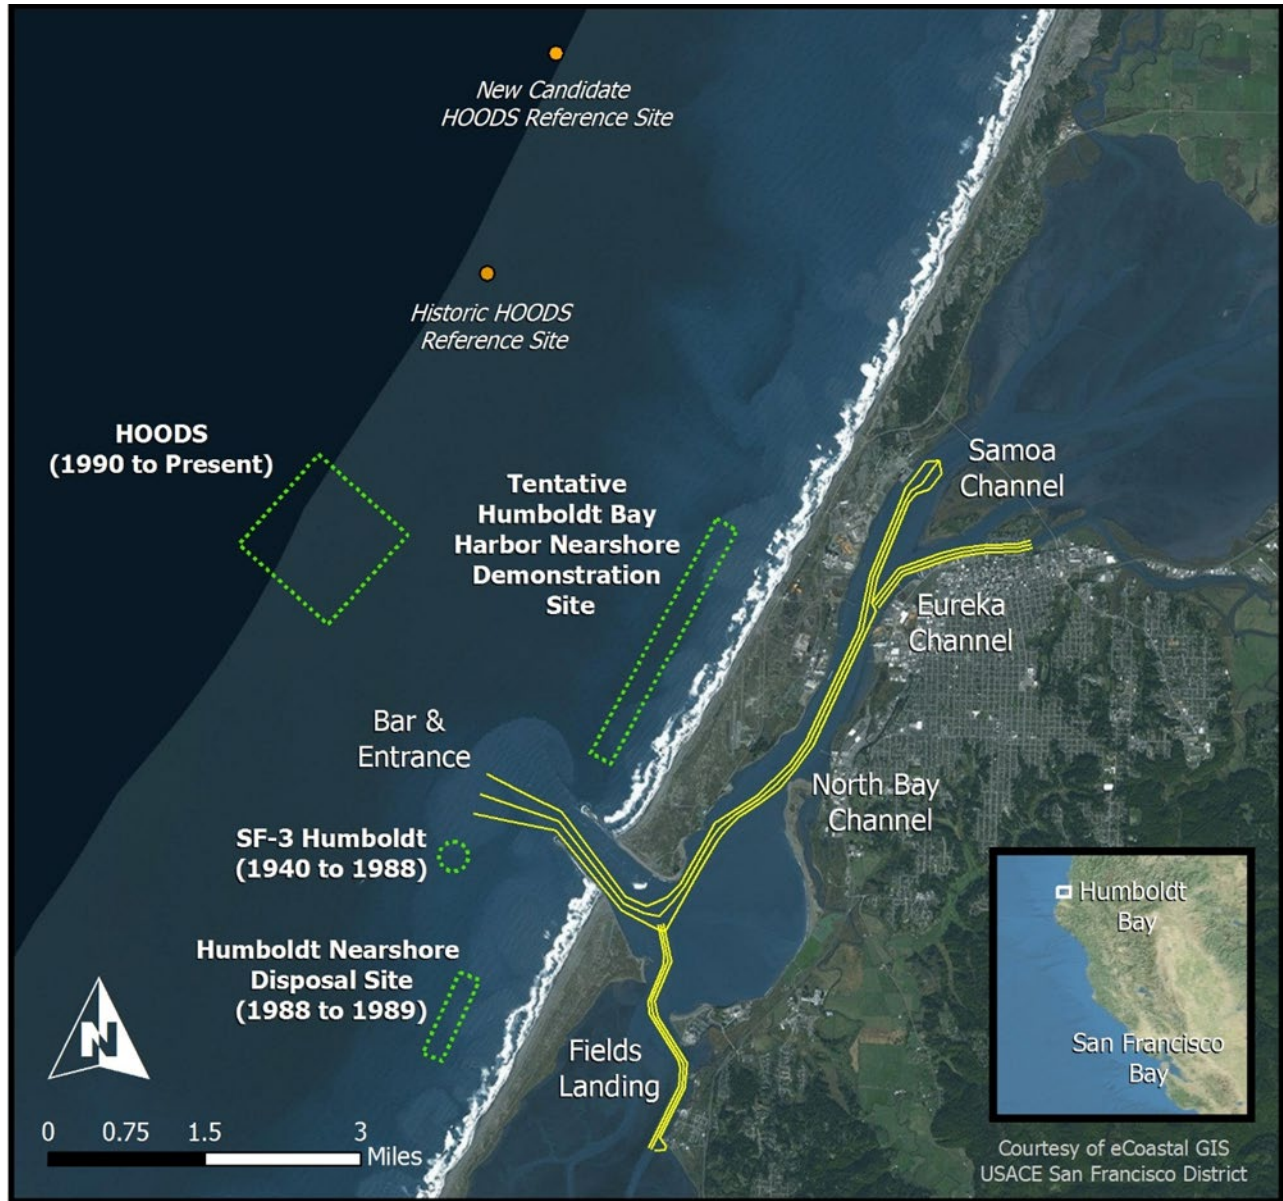 New Candidate
HOODS Reference Site
Historic HOODS
Reference Site
HOODS
(1990 to Present)
Tentative
Humboldt Bay
Harbor Nearshore
Demonstration
Site
Samoa
Channel
Eureka
Channel
Bar &
Entrance
North Bay
Channel
SF-3 Humboldt
(1940 to 1988)
Humboldt Nearshore
Disposal Site
(1988 to 1989)
Fields
Landing
N
0 0.75 1.5 3
Miles
Humboldt
Bay
San Francisco
Bay
Courtesy of eCoastal GIS
USACE San Francisco District